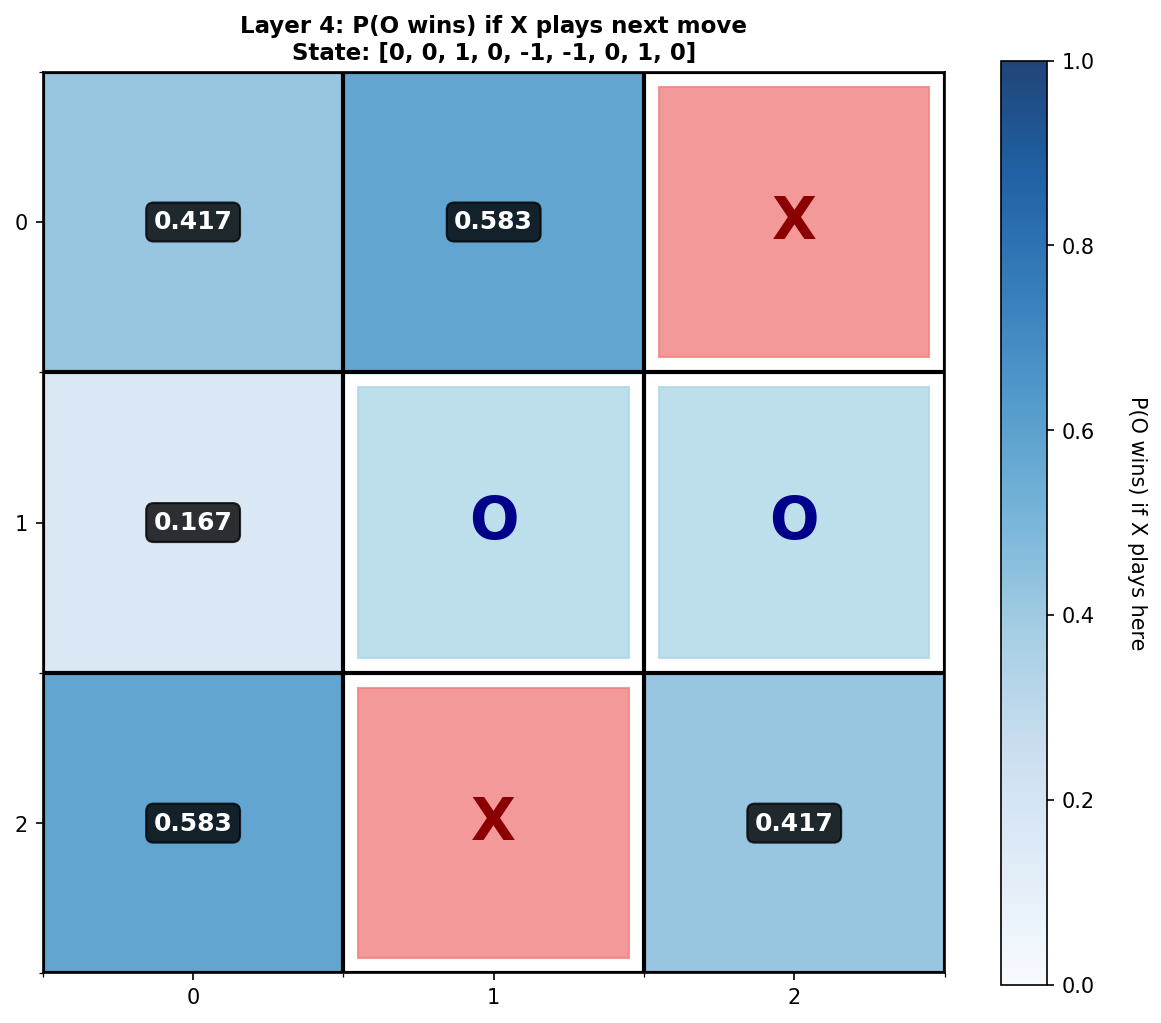 Layer 4: P(O wins) if X plays next move
State: [0, 0, 1, 0, -1, -1, 0, 1, 0]
0.417 0.583 X
0.167 O O
0.583 X 0.417
0
1
2
0 1 2
1.0
0.8
0.6
0.4
0.2
0.0
P(O wins) if X plays here